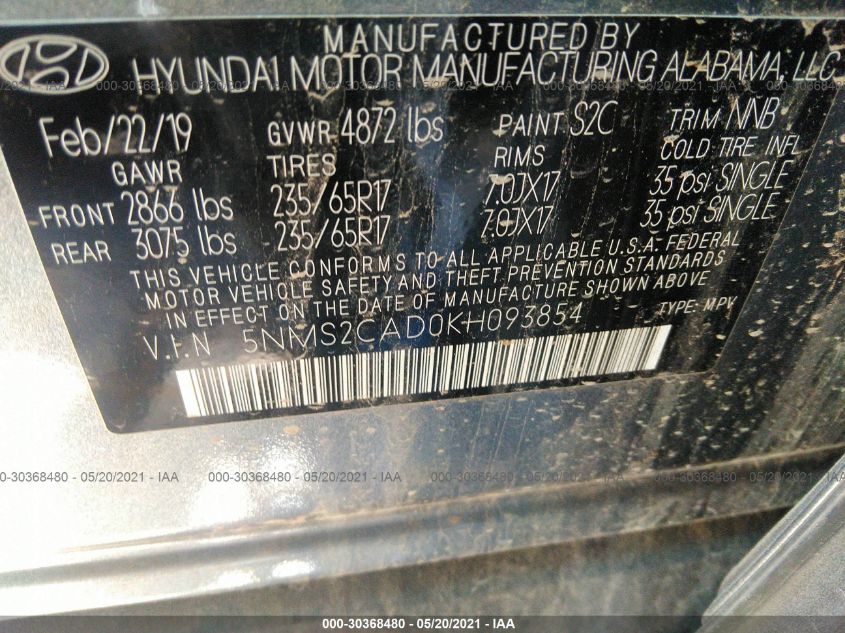 MANUFACTURED BY
HYUNDAI MOTOR MANUFACTURING ALABAMA, LLC
Feb/22/19 GVWR 4872 lbs PAINT S2C TRIM NNB
GAWR TIRES RIMS COLD TIRE INFL
FRONT 2866 lbs 235/65R17 7.0JX17 35 psi SINGLE
REAR 3075 lbs 235/65R17 7.0JX17 35 psi SINGLE
THIS VEHICLE CONFORMS TO ALL APPLICABLE U.S.A. FEDERAL
MOTOR VEHICLE SAFETY AND THEFT PREVENTION STANDARDS
IN EFFECT ON THE DATE OF MANUFACTURE SHOWN ABOVE
V.I.N 5NMS2CAD0KH093854 TYPE: MPV
000-30368480 - 05/20/2021 - IAA
000-30368480 - 05/20/2021 - IAA
000-30368480 - 05/20/2021 - IAA